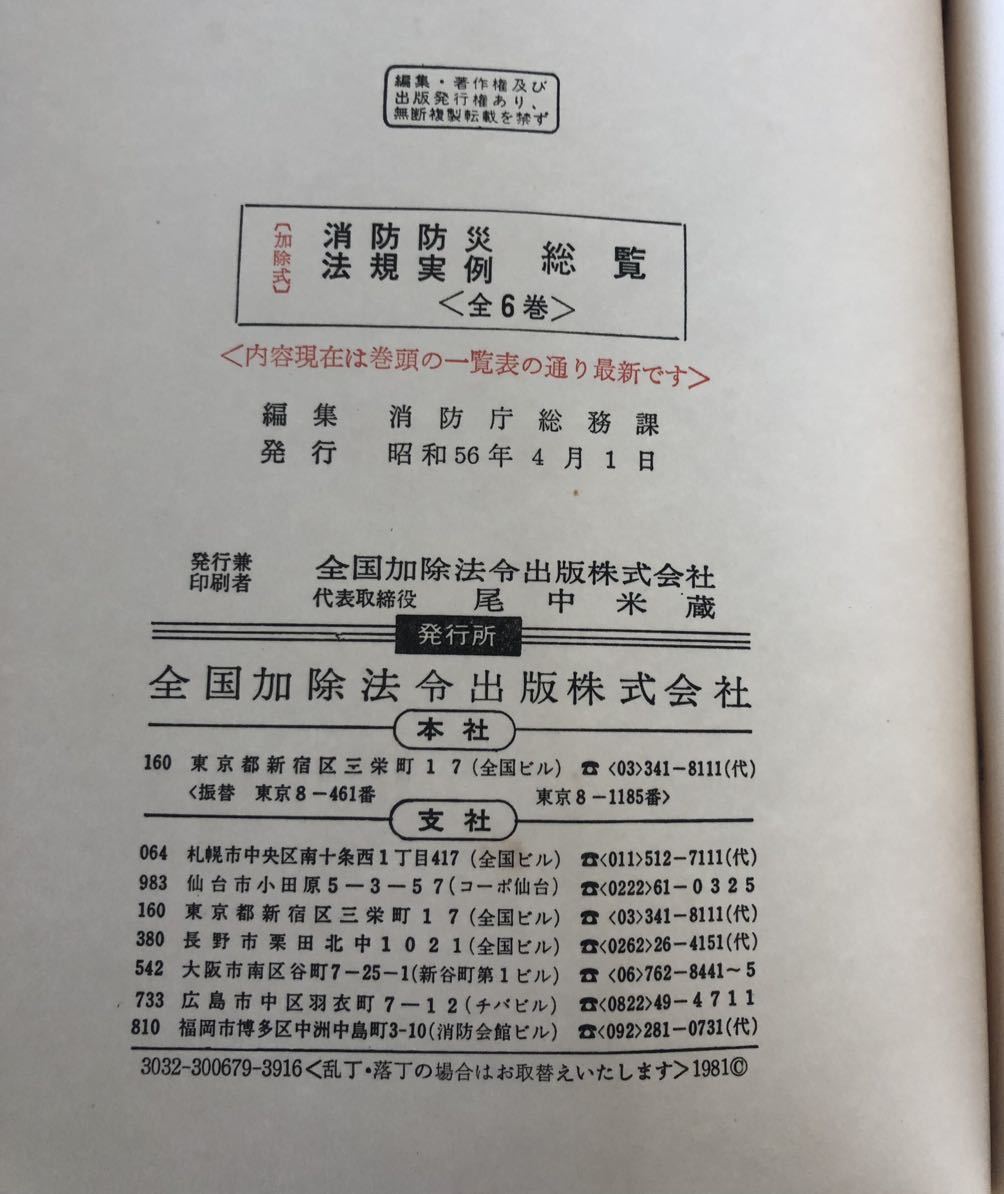 編集・著作権及び
出版発行権あり、
無断複製転載を禁ず
〔加除式〕
消防防災
法規実例
総覧
<全6巻>
<内容現在は巻頭の一覧表の通り最新です>
編集 消防庁総務課
発行 昭和56年4月1日
発行兼
印刷者
全国加除法令出版株式会社
代表取締役 尾中米蔵
発行所
全国加除法令出版株式会社
本社
160 東京都新宿区三栄町17(全国ビル) ☎<03>341-8111(代)
<振替 東京8-461番 東京8-1185番>
支社
064 札幌市中央区南十条西1丁目417(全国ビル) ☎<011>512-7111(代)
983 仙台市小田原5-3-57(コーポ仙台) ☎<0222>61-0325
160 東京都新宿区三栄町17(全国ビル) ☎<03>341-8111(代)
380 長野市栗田北中1021(全国ビル) ☎<0262>26-4151(代)
542 大阪市南区谷町7-25-1(新谷町第1ビル) ☎<06>762-8441~5
733 広島市中区羽衣町7-12(チバビル) ☎<0822>49-4711
810 福岡市博多区中洲中島町3-10(消防会館ビル) ☎<092>281-0731(代)
3032-300679-3916<乱丁・落丁の場合はお取替えいたします>1981©